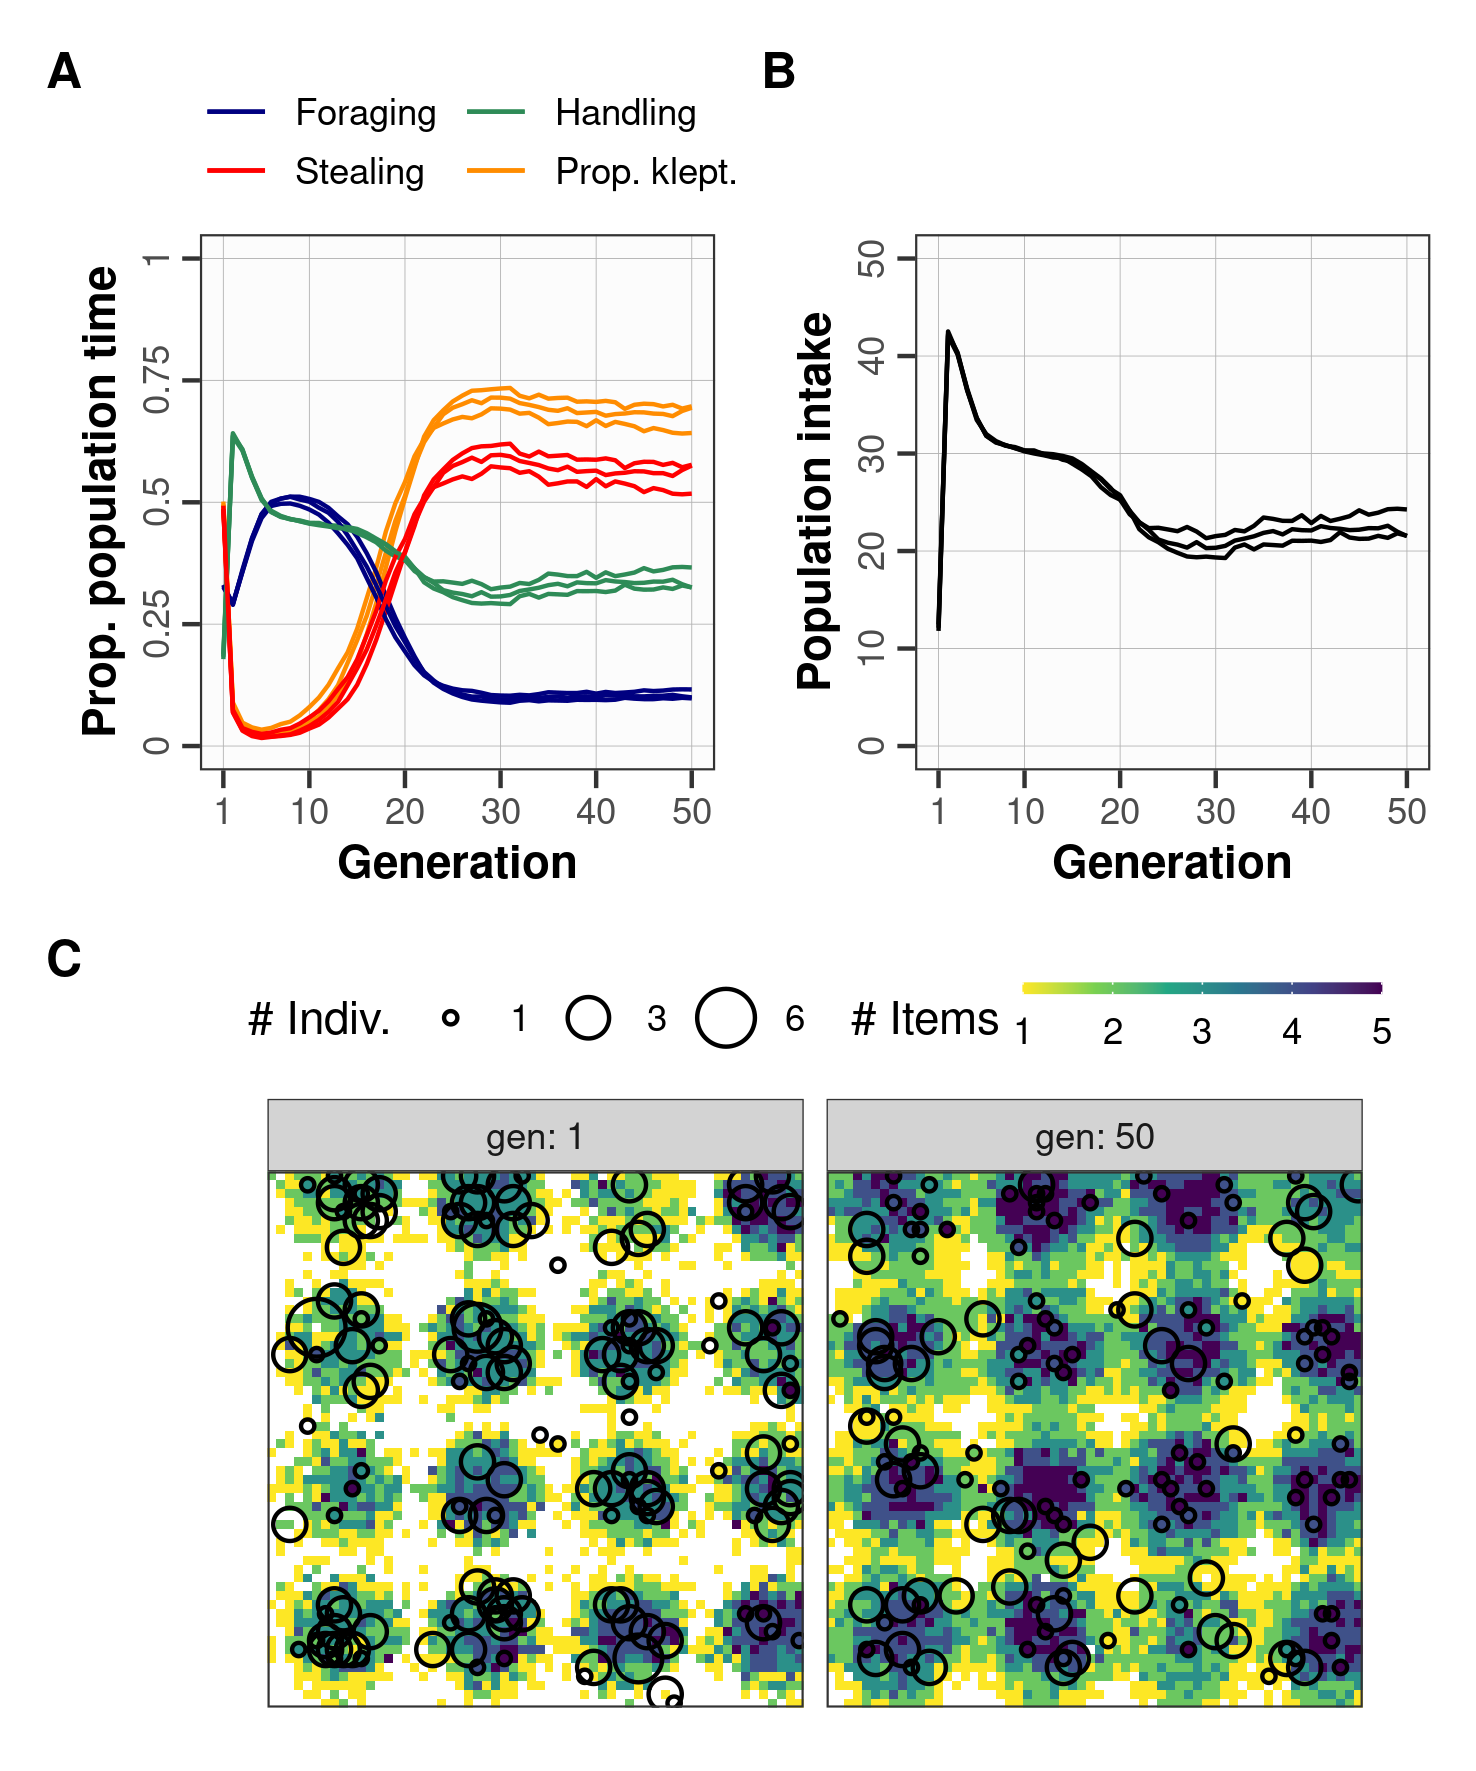 A
B
Foraging
Handling
Stealing
Prop. klept.
Prop. population time
1
0.75
0.5
0.25
0
1 10 20 30 40 50
Generation
Population intake
50
40
30
20
10
0
1 10 20 30 40 50
Generation
C
# Indiv. 1 3 6 # Items 1 2 3 4 5
gen: 1
gen: 50